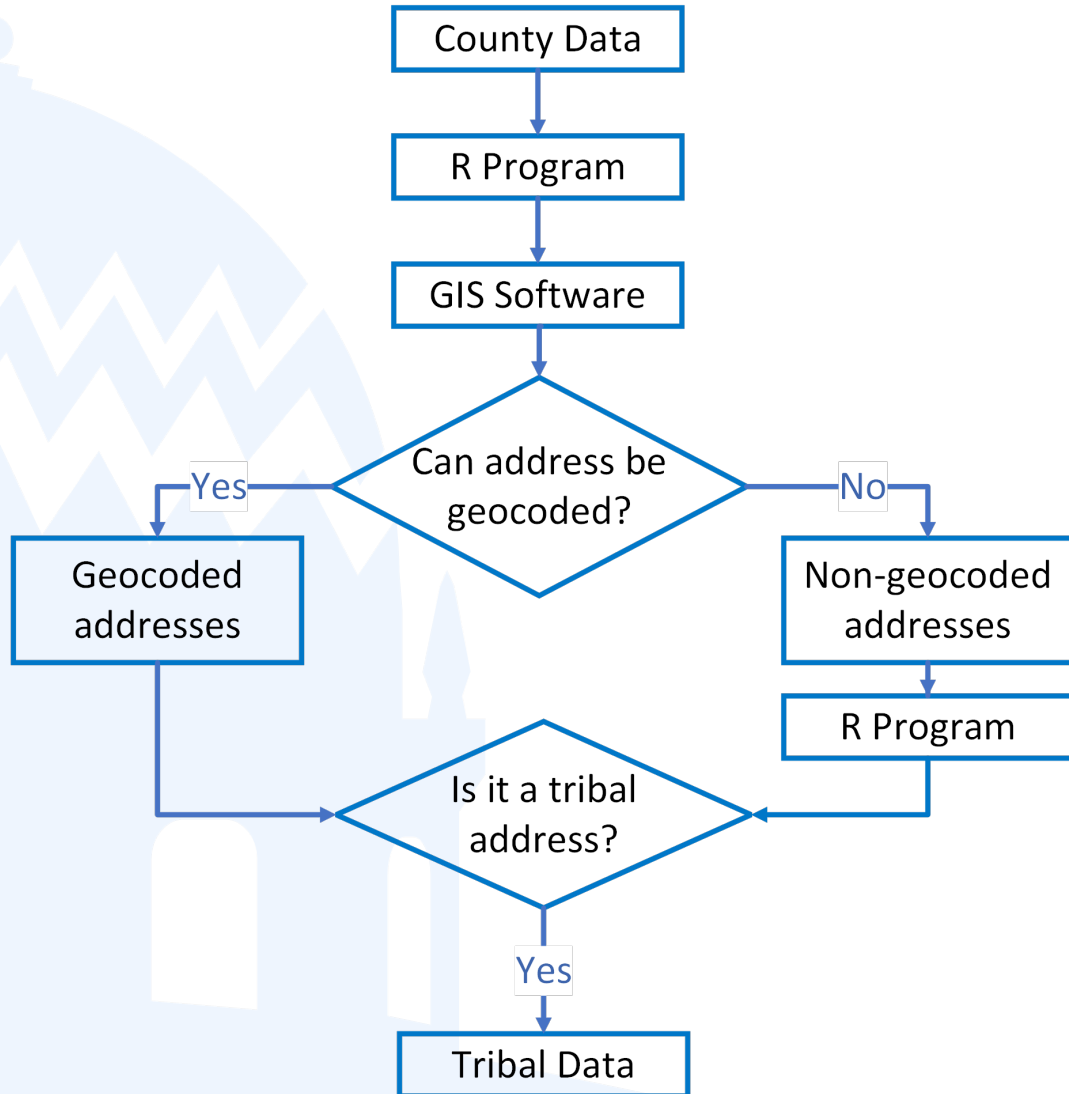 County Data
R Program
GIS Software
Can address be
geocoded?
Yes
No
Geocoded
addresses
Non-geocoded
addresses
R Program
Is it a tribal
address?
Yes
Tribal Data